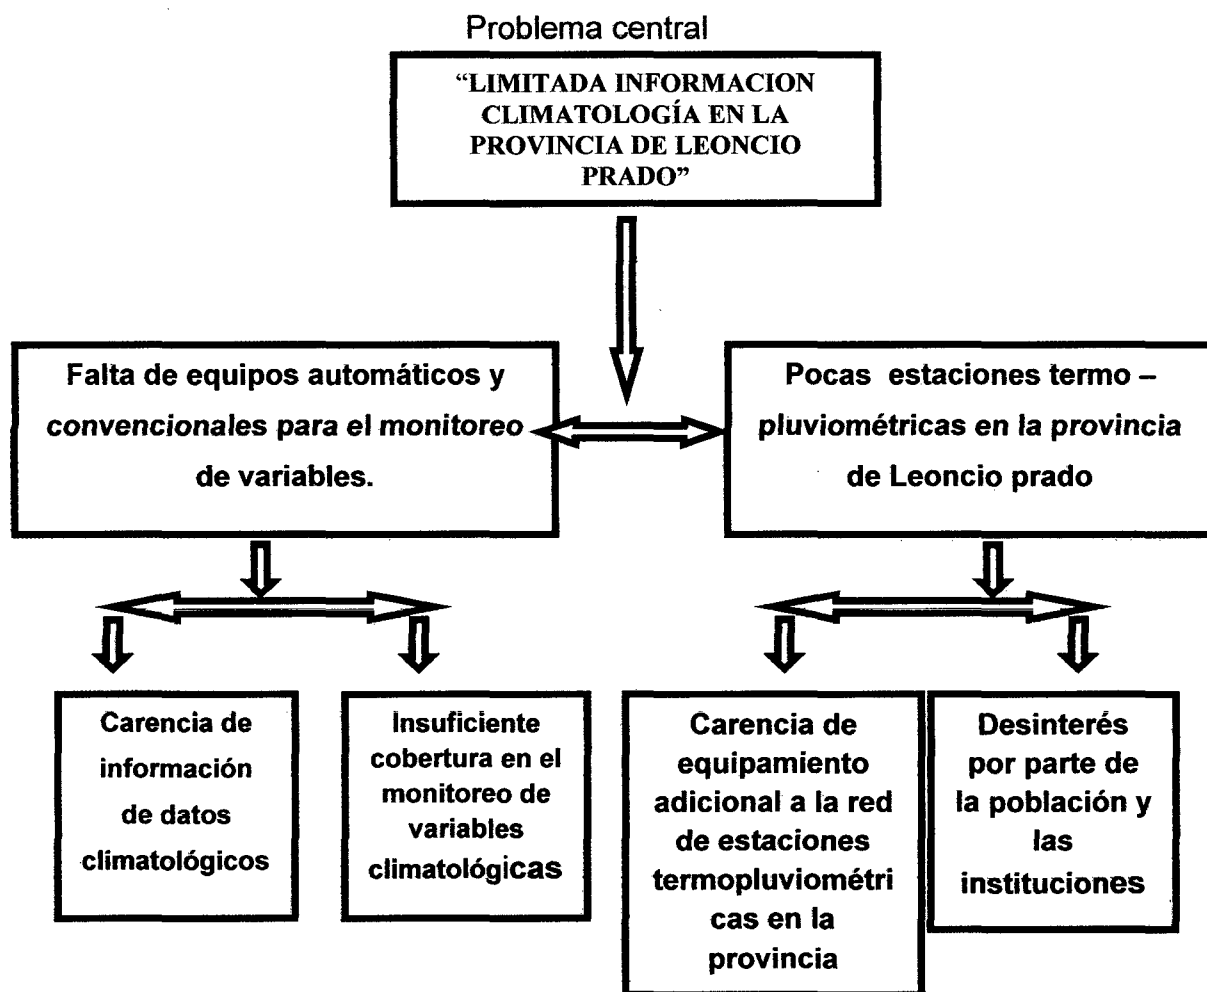 Problema central
“LIMITADA INFORMACION
CLIMATOLOGÍA EN LA
PROVINCIA DE LEONCIO
PRADO”
Falta de equipos automáticos y
convencionales para el monitoreo
de variables.
Pocas estaciones termo –
pluviométricas en la provincia
de Leoncio prado
Carencia de
información
de datos
climatológicos
Insuficiente
cobertura en el
monitoreo de
variables
climatológicas
Carencia de
equipamiento
adicional a la red
de estaciones
termopluviométri
cas en la
provincia
Desinterés
por parte de
la población y
las
instituciones